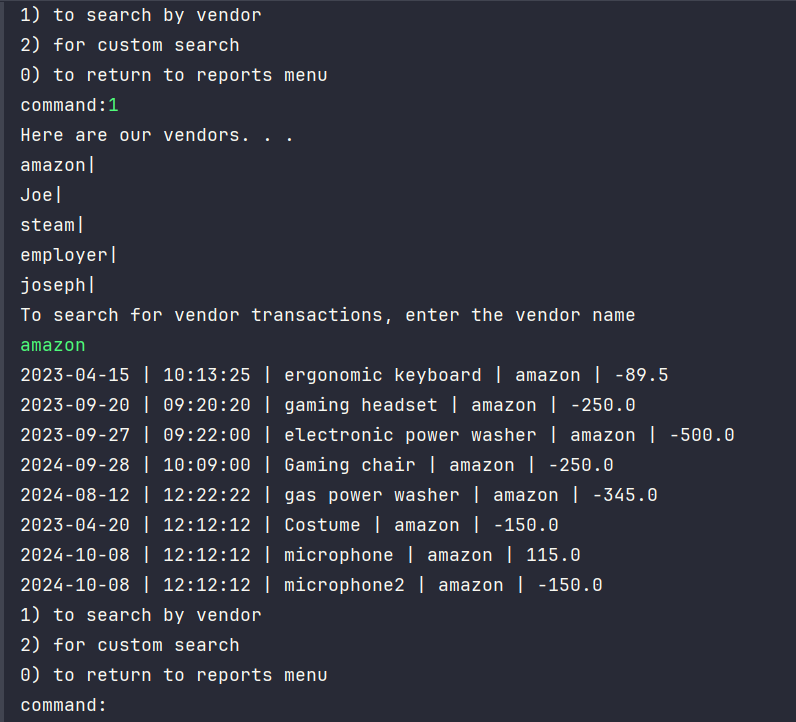 1) to search by vendor
2) for custom search
0) to return to reports menu
command:1
Here are our vendors. . .
amazon|
Joe|
steam|
employer|
joseph|
To search for vendor transactions, enter the vendor name
amazon
2023-04-15 | 10:13:25 | ergonomic keyboard | amazon | -89.5
2023-09-20 | 09:20:20 | gaming headset | amazon | -250.0
2023-09-27 | 09:22:00 | electronic power washer | amazon | -500.0
2024-09-28 | 10:09:00 | Gaming chair | amazon | -250.0
2024-08-12 | 12:22:22 | gas power washer | amazon | -345.0
2023-04-20 | 12:12:12 | Costume | amazon | -150.0
2024-10-08 | 12:12:12 | microphone | amazon | 115.0
2024-10-08 | 12:12:12 | microphone2 | amazon | -150.0
1) to search by vendor
2) for custom search
0) to return to reports menu
command: